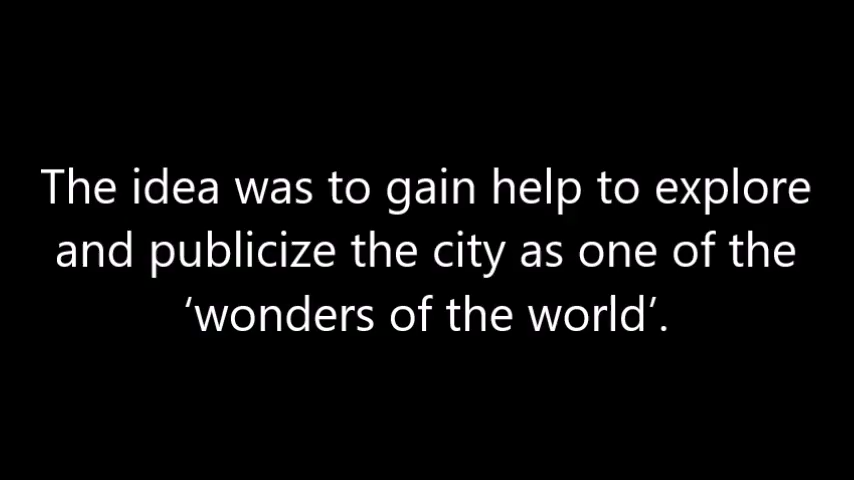 The idea was to gain help to explore
and publicize the city as one of the
‘wonders of the world’.